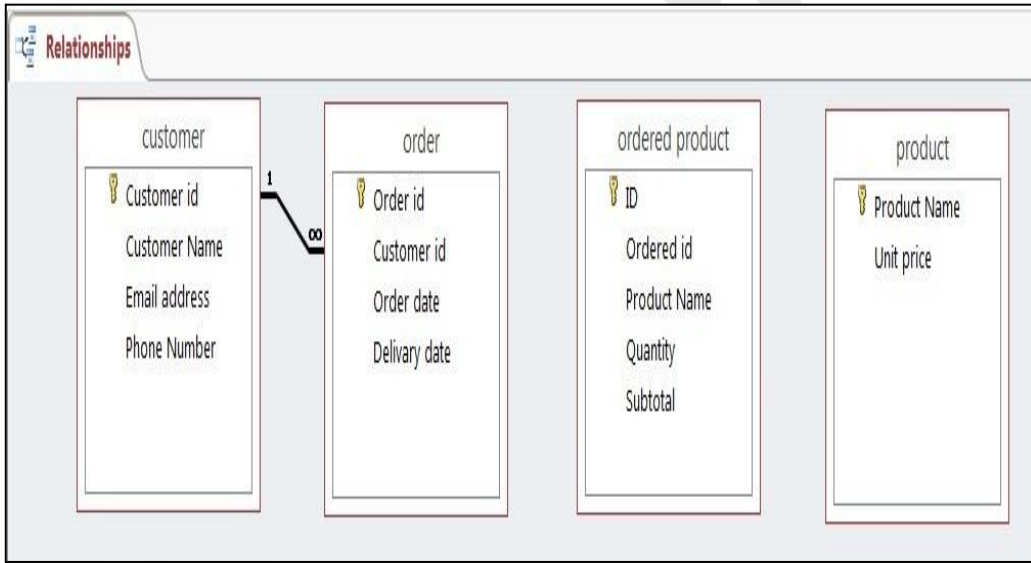 Relationships
customer
Customer id
Customer Name
Email address
Phone Number
1
∞
order
Order id
Customer id
Order date
Delivary date
ordered product
ID
Ordered id
Product Name
Quantity
Subtotal
product
Product Name
Unit price